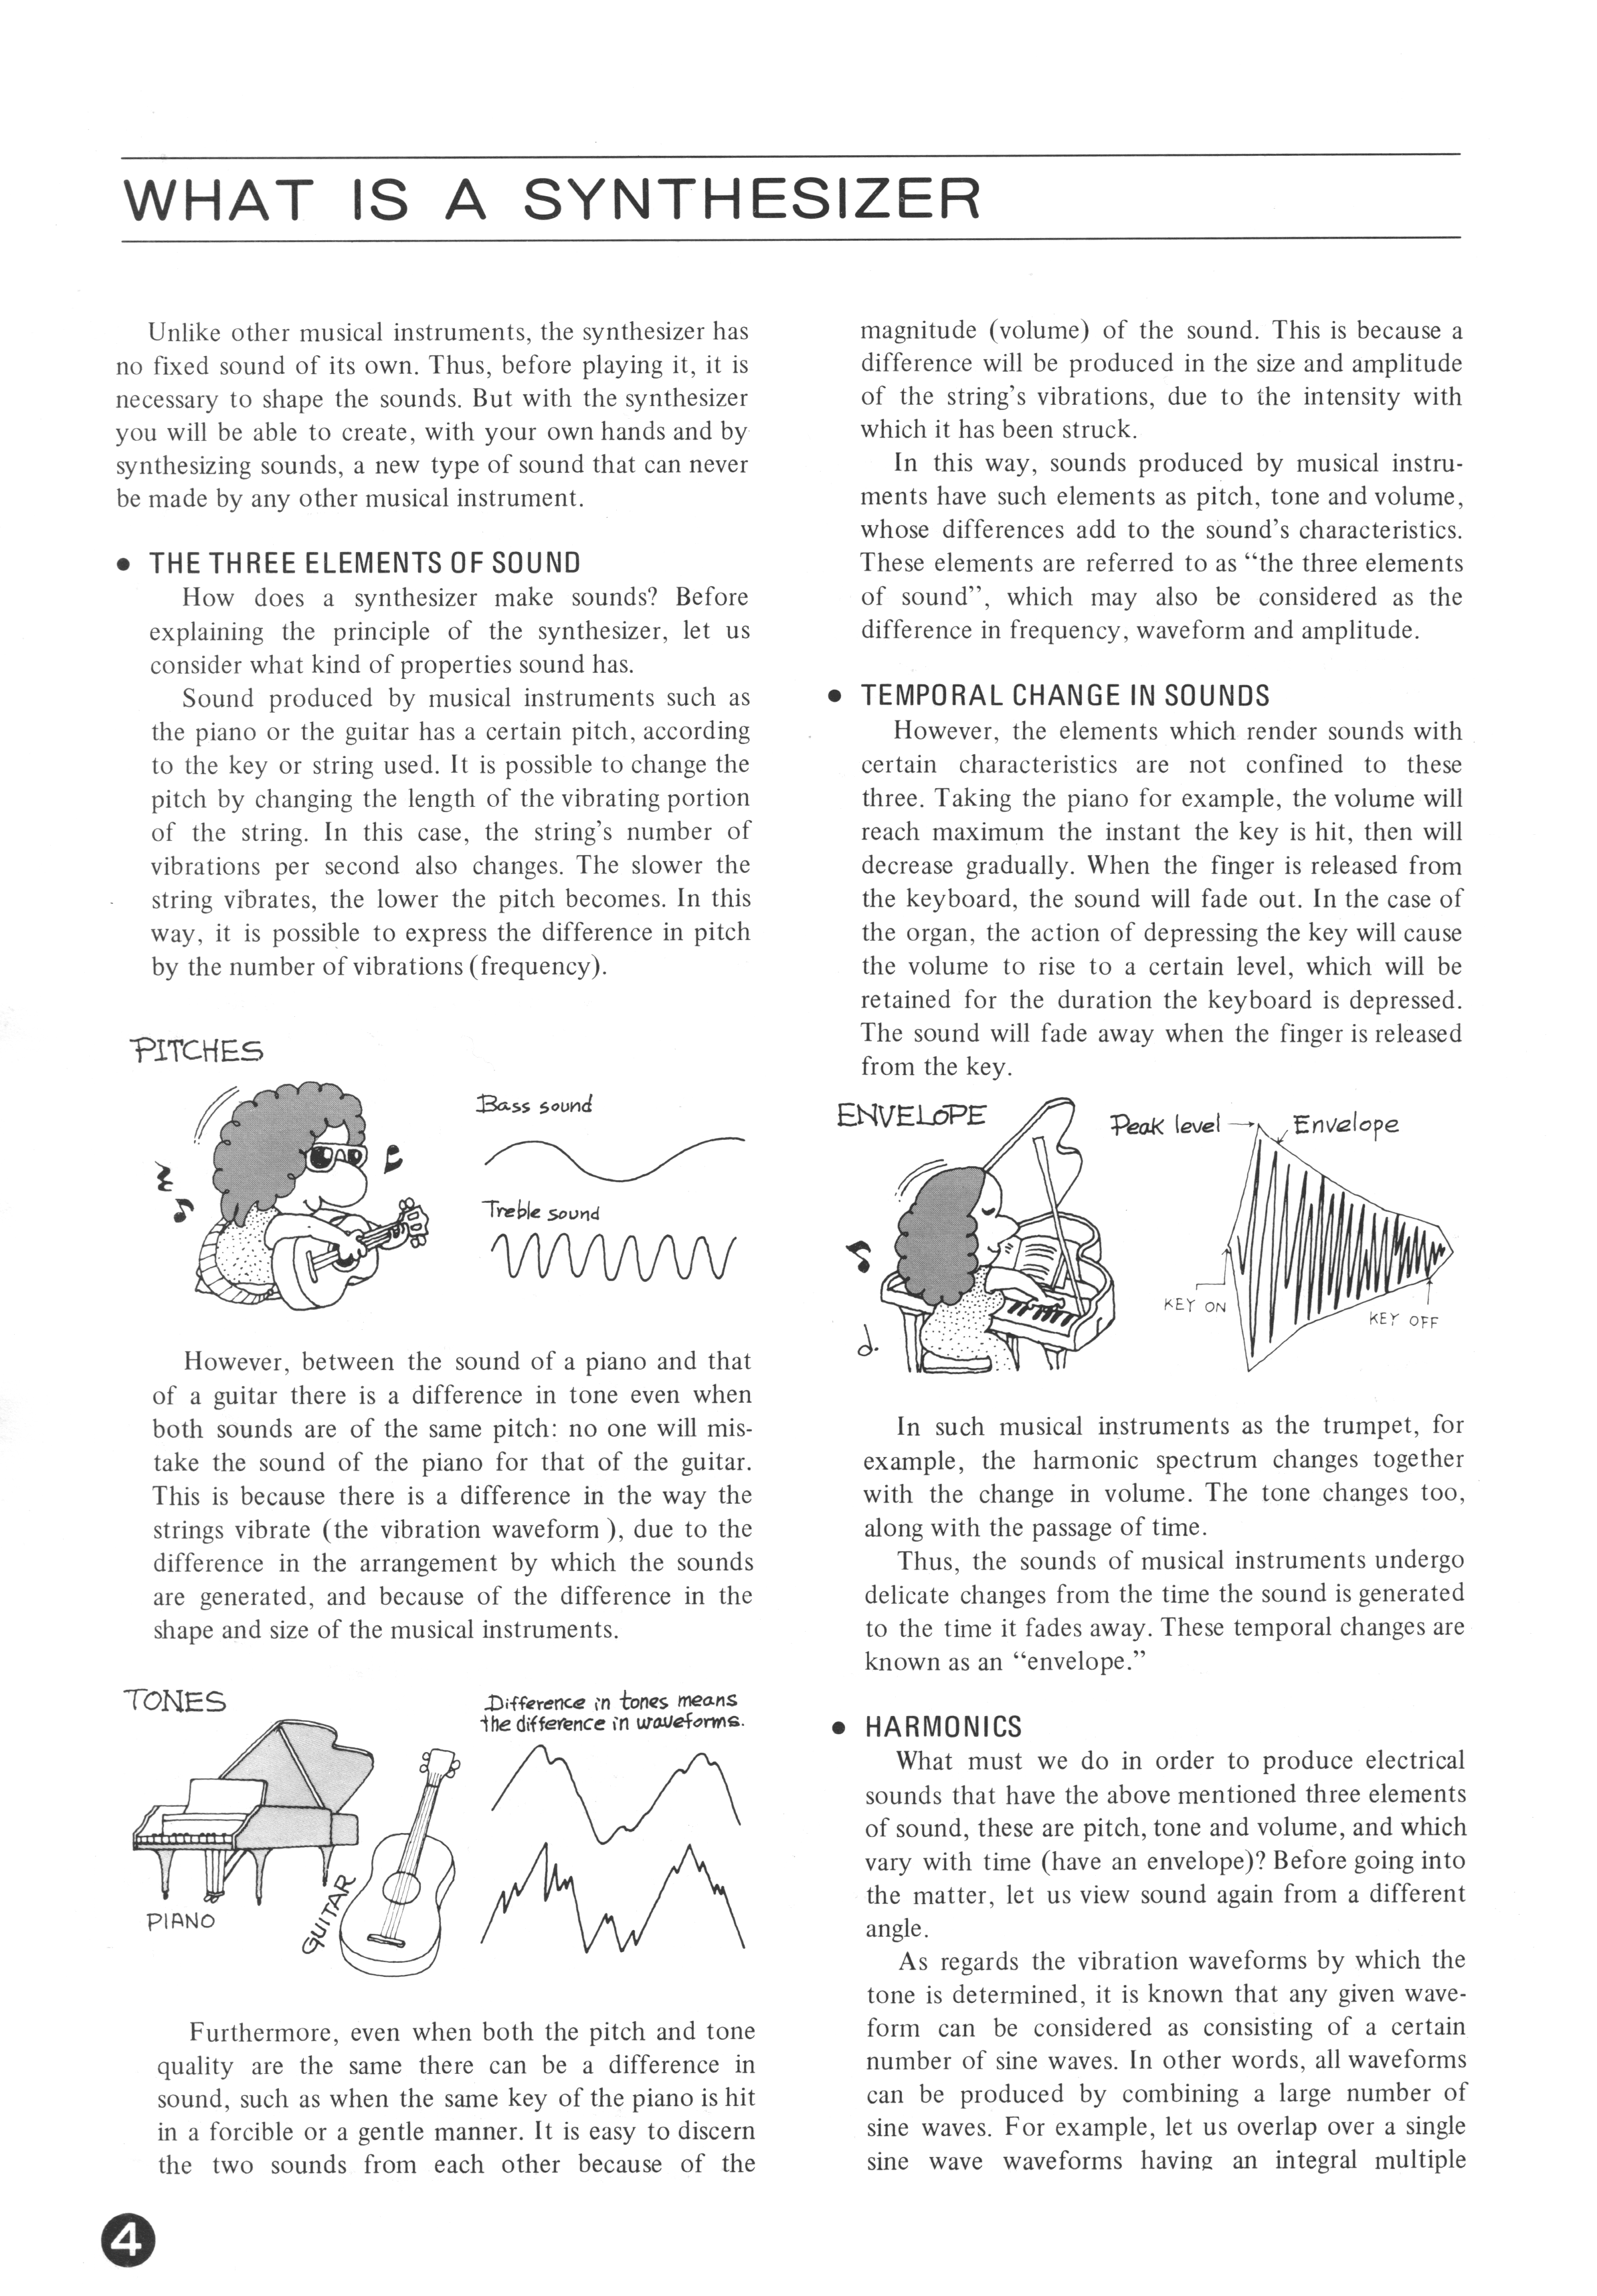 WHAT IS A SYNTHESIZER
Unlike other musical instruments, the synthesizer has
no fixed sound of its own. Thus, before playing it, it is
necessary to shape the sounds. But with the synthesizer
you will be able to create, with your own hands and by
synthesizing sounds, a new type of sound that can never
be made by any other musical instrument.
• THE THREE ELEMENTS OF SOUND
How does a synthesizer make sounds? Before
explaining the principle of the synthesizer, let us
consider what kind of properties sound has.
Sound produced by musical instruments such as
the piano or the guitar has a certain pitch, according
to the key or string used. It is possible to change the
pitch by changing the length of the vibrating portion
of the string. In this case, the string's number of
vibrations per second also changes. The slower the
string vibrates, the lower the pitch becomes. In this
way, it is possible to express the difference in pitch
by the number of vibrations (frequency).
PITCHES
Bass sound
Treble sound
However, between the sound of a piano and that
of a guitar there is a difference in tone even when
both sounds are of the same pitch: no one will mis-
take the sound of the piano for that of the guitar.
This is because there is a difference in the way the
strings vibrate (the vibration waveform ), due to the
difference in the arrangement by which the sounds
are generated, and because of the difference in the
shape and size of the musical instruments.
TONES
Difference in tones means
the difference in waveforms.
PIANO
GUITAR
Furthermore, even when both the pitch and tone
quality are the same there can be a difference in
sound, such as when the same key of the piano is hit
in a forcible or a gentle manner. It is easy to discern
the two sounds from each other because of the
magnitude (volume) of the sound. This is because a
difference will be produced in the size and amplitude
of the string's vibrations, due to the intensity with
which it has been struck.
In this way, sounds produced by musical instru-
ments have such elements as pitch, tone and volume,
whose differences add to the sound's characteristics.
These elements are referred to as "the three elements
of sound", which may also be considered as the
difference in frequency, waveform and amplitude.
• TEMPORAL CHANGE IN SOUNDS
However, the elements which render sounds with
certain characteristics are not confined to these
three. Taking the piano for example, the volume will
reach maximum the instant the key is hit, then will
decrease gradually. When the finger is released from
the keyboard, the sound will fade out. In the case of
the organ, the action of depressing the key will cause
the volume to rise to a certain level, which will be
retained for the duration the keyboard is depressed.
The sound will fade away when the finger is released
from the key.
ENVELOPE
Peak level
Envelope
KEY ON
KEY OFF
In such musical instruments as the trumpet, for
example, the harmonic spectrum changes together
with the change in volume. The tone changes too,
along with the passage of time.
Thus, the sounds of musical instruments undergo
delicate changes from the time the sound is generated
to the time it fades away. These temporal changes are
known as an "envelope."
• HARMONICS
What must we do in order to produce electrical
sounds that have the above mentioned three elements
of sound, these are pitch, tone and volume, and which
vary with time (have an envelope)? Before going into
the matter, let us view sound again from a different
angle.
As regards the vibration waveforms by which the
tone is determined, it is known that any given wave-
form can be considered as consisting of a certain
number of sine waves. In other words, all waveforms
can be produced by combining a large number of
sine waves. For example, let us overlap over a single
sine wave waveforms having an integral multiple
4